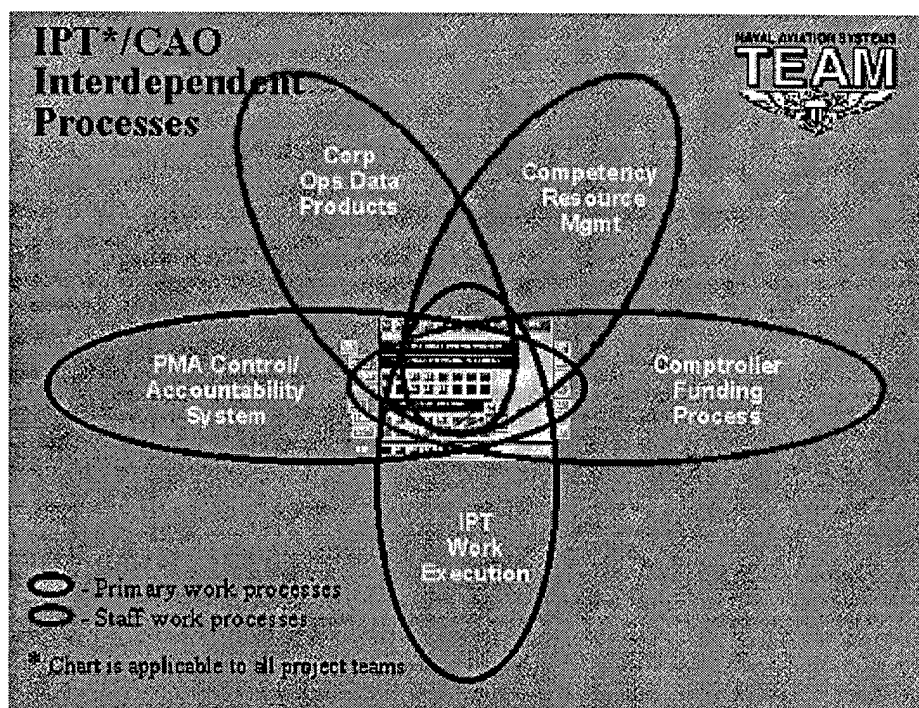 IPT*/CAO
Interdependent
Processes
NAVAL AVIATION SYSTEMS
TEAM
Corp
Ops Data
Products
Competency
Resource
Mgmt
PMA Control/
Accountability
System
Comptroller
Funding
Process
IPT
Work
Execution
- Primary work processes
- Staff work processes
* Chart is applicable to all project teams